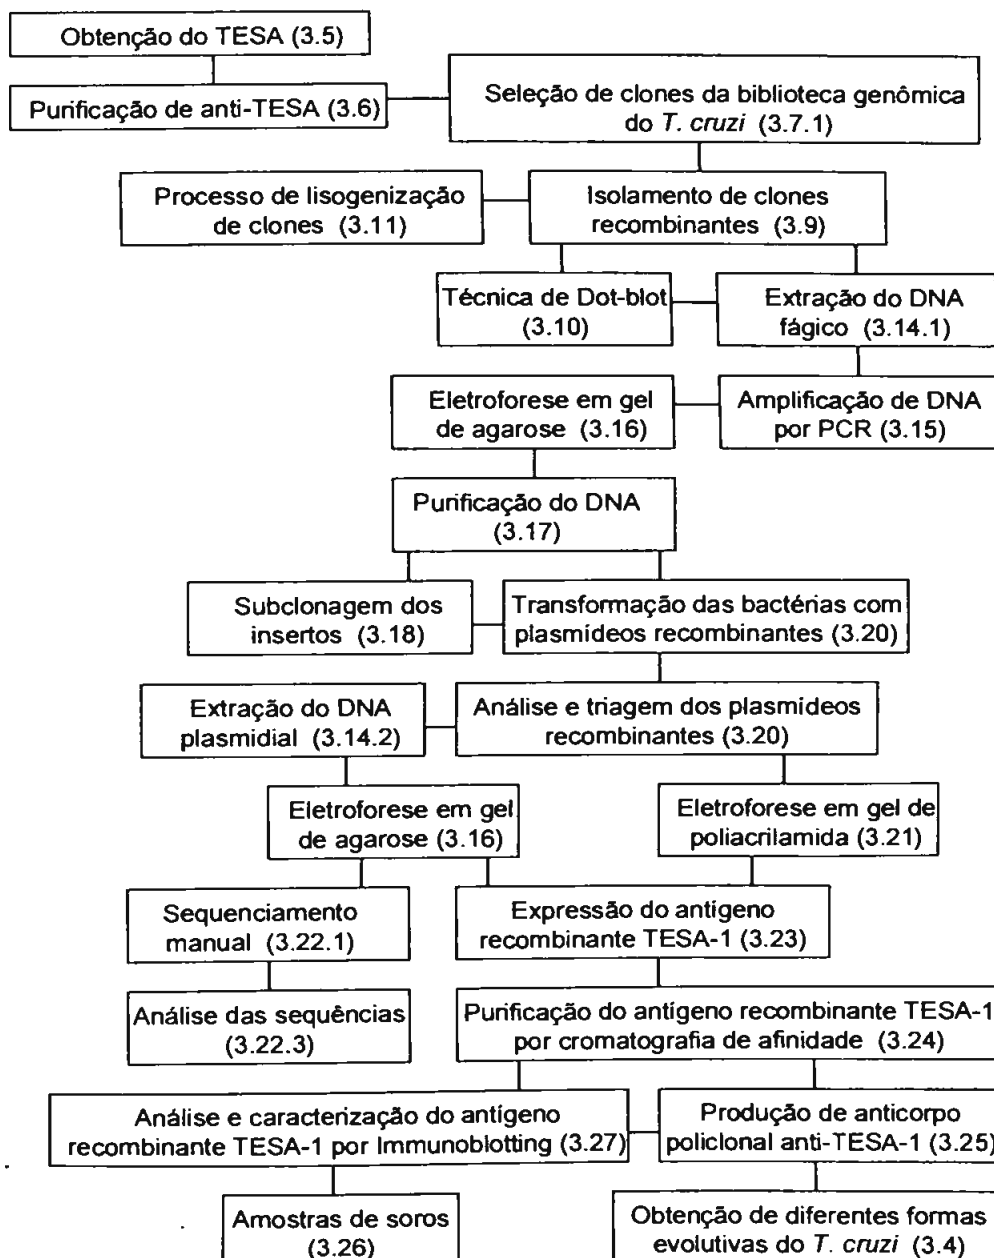 Obtenção do TESA (3.5)
Purificação de anti-TESA (3.6)
Seleção de clones da biblioteca genômica
do T. cruzi (3.7.1)
Processo de lisogenização
de clones (3.11)
Isolamento de clones
recombinantes (3.9)
Técnica de Dot-blot
(3.10)
Extração do DNA
fágico (3.14.1)
Eletroforese em gel
de agarose (3.16)
Amplificação de DNA
por PCR (3.15)
Purificação do DNA
(3.17)
Subclonagem dos
insertos (3.18)
Transformação das bactérias com
plasmídeos recombinantes (3.20)
Extração do DNA
plasmidial (3.14.2)
Análise e triagem dos plasmídeos
recombinantes (3.20)
Eletroforese em gel
de agarose (3.16)
Eletroforese em gel de
poliacrilamida (3.21)
Sequenciamento
manual (3.22.1)
Expressão do antígeno
recombinante TESA-1 (3.23)
Análise das sequências
(3.22.3)
Purificação do antígeno recombinante TESA-1
por cromatografia de afinidade (3.24)
Análise e caracterização do antígeno
recombinante TESA-1 por Immunoblotting (3.27)
Produção de anticorpo
policlonal anti-TESA-1 (3.25)
Amostras de soros
(3.26)
Obtenção de diferentes formas
evolutivas do T. cruzi (3.4)